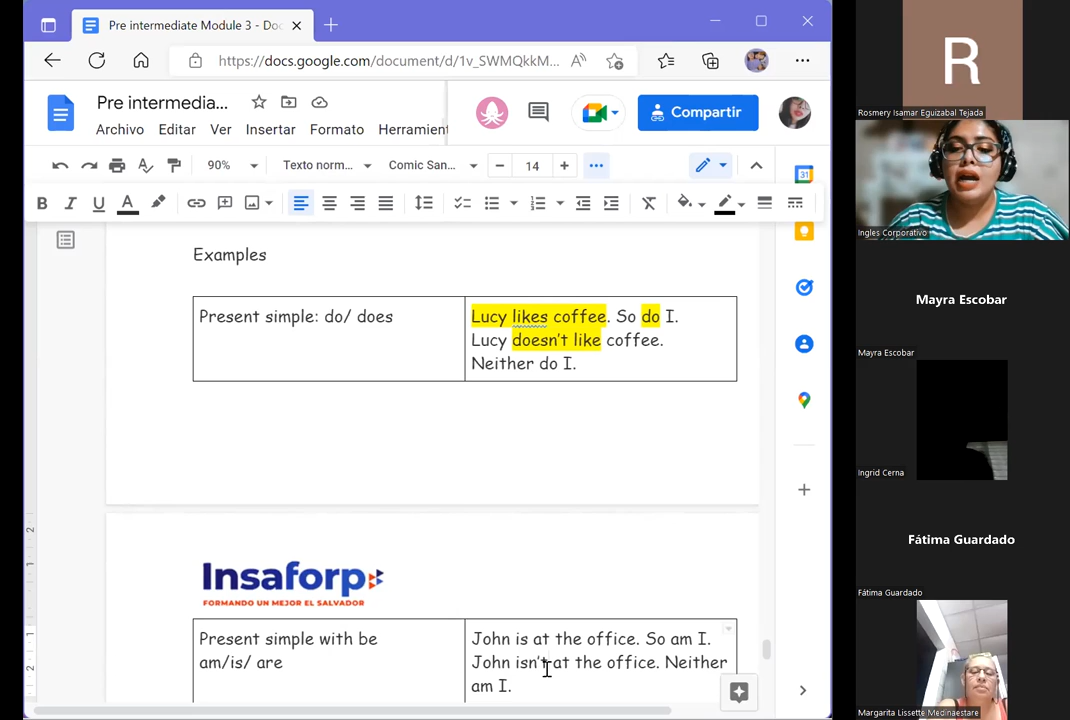 Pre intermediate Module 3 - Doc
https://docs.google.com/document/d/1v_SWMQkkM...
Pre intermedia...
Archivo Editar Ver Insertar Formato Herramient
Compartir
90% Texto norm... Comic San... 14
Examples
Present simple: do/ does
Lucy likes coffee. So do I.
Lucy doesn't like coffee.
Neither do I.
Insaforp
FORMANDO UN MEJOR EL SALVADOR
Present simple with be
am/is/ are
John is at the office. So am I.
John isn't at the office. Neither
am I.
R
Rosmery Isamar Eguizabal Tejada
Ingles Corporativo
Mayra Escobar
Mayra Escobar
Ingrid Cerna
Fátima Guardado
Fátima Guardado
Margarita Lissette Medinaestare